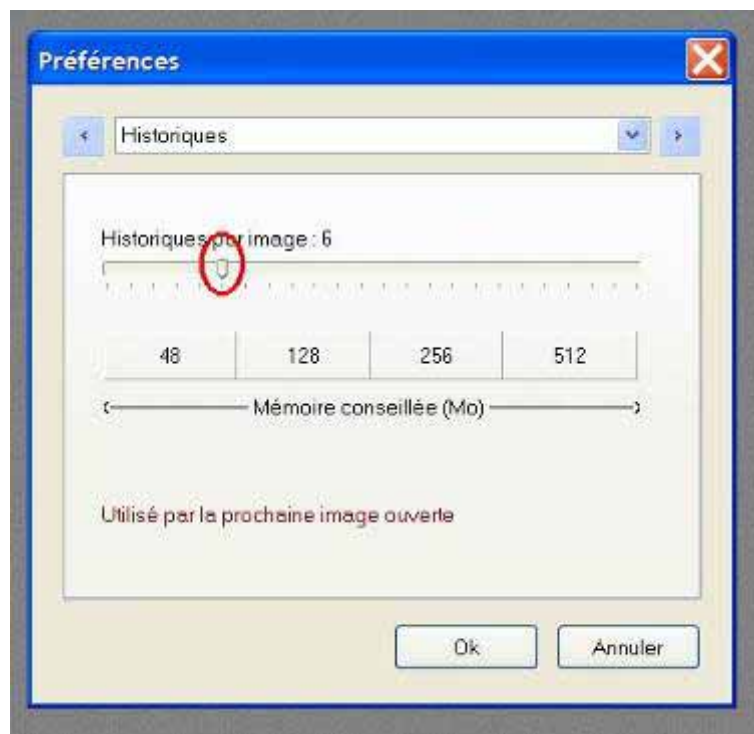 Préférences
Historiques
Historiques par image : 6
48 128 256 512
Mémoire conseillée (Mo)
Utilisé par la prochaine image ouverte
Ok Annuler